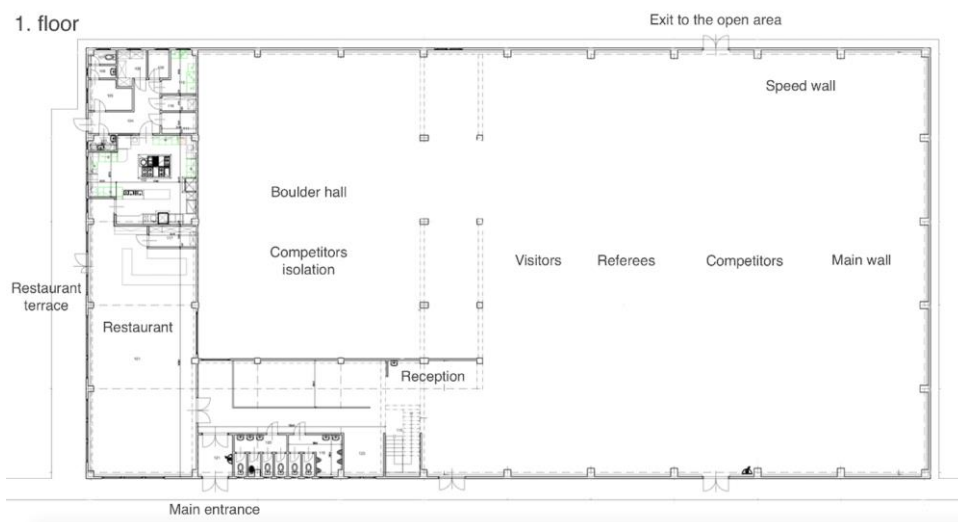 1. floor
Exit to the open area
Speed wall
Boulder hall
Competitors
isolation
Visitors
Referees
Competitors
Main wall
Restaurant
terrace
Restaurant
Reception
Main entrance